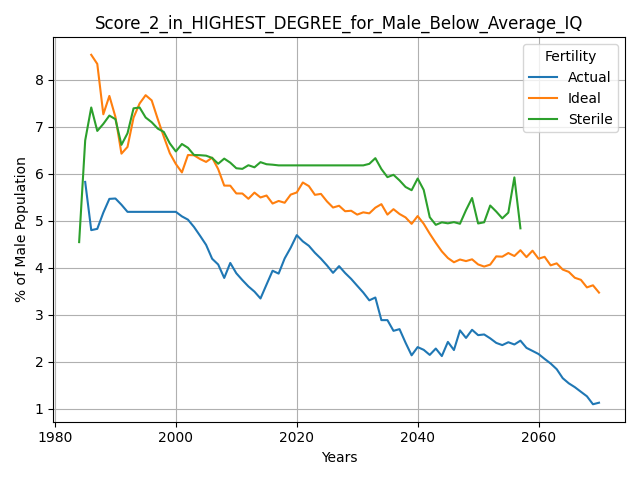 Score_2_in_HIGHEST_DEGREE_for_Male_Below_Average_IQ
Fertility
Actual
Ideal
Sterile
% of Male Population
8
7
6
5
4
3
2
1
1980
2000
2020
2040
2060
Years